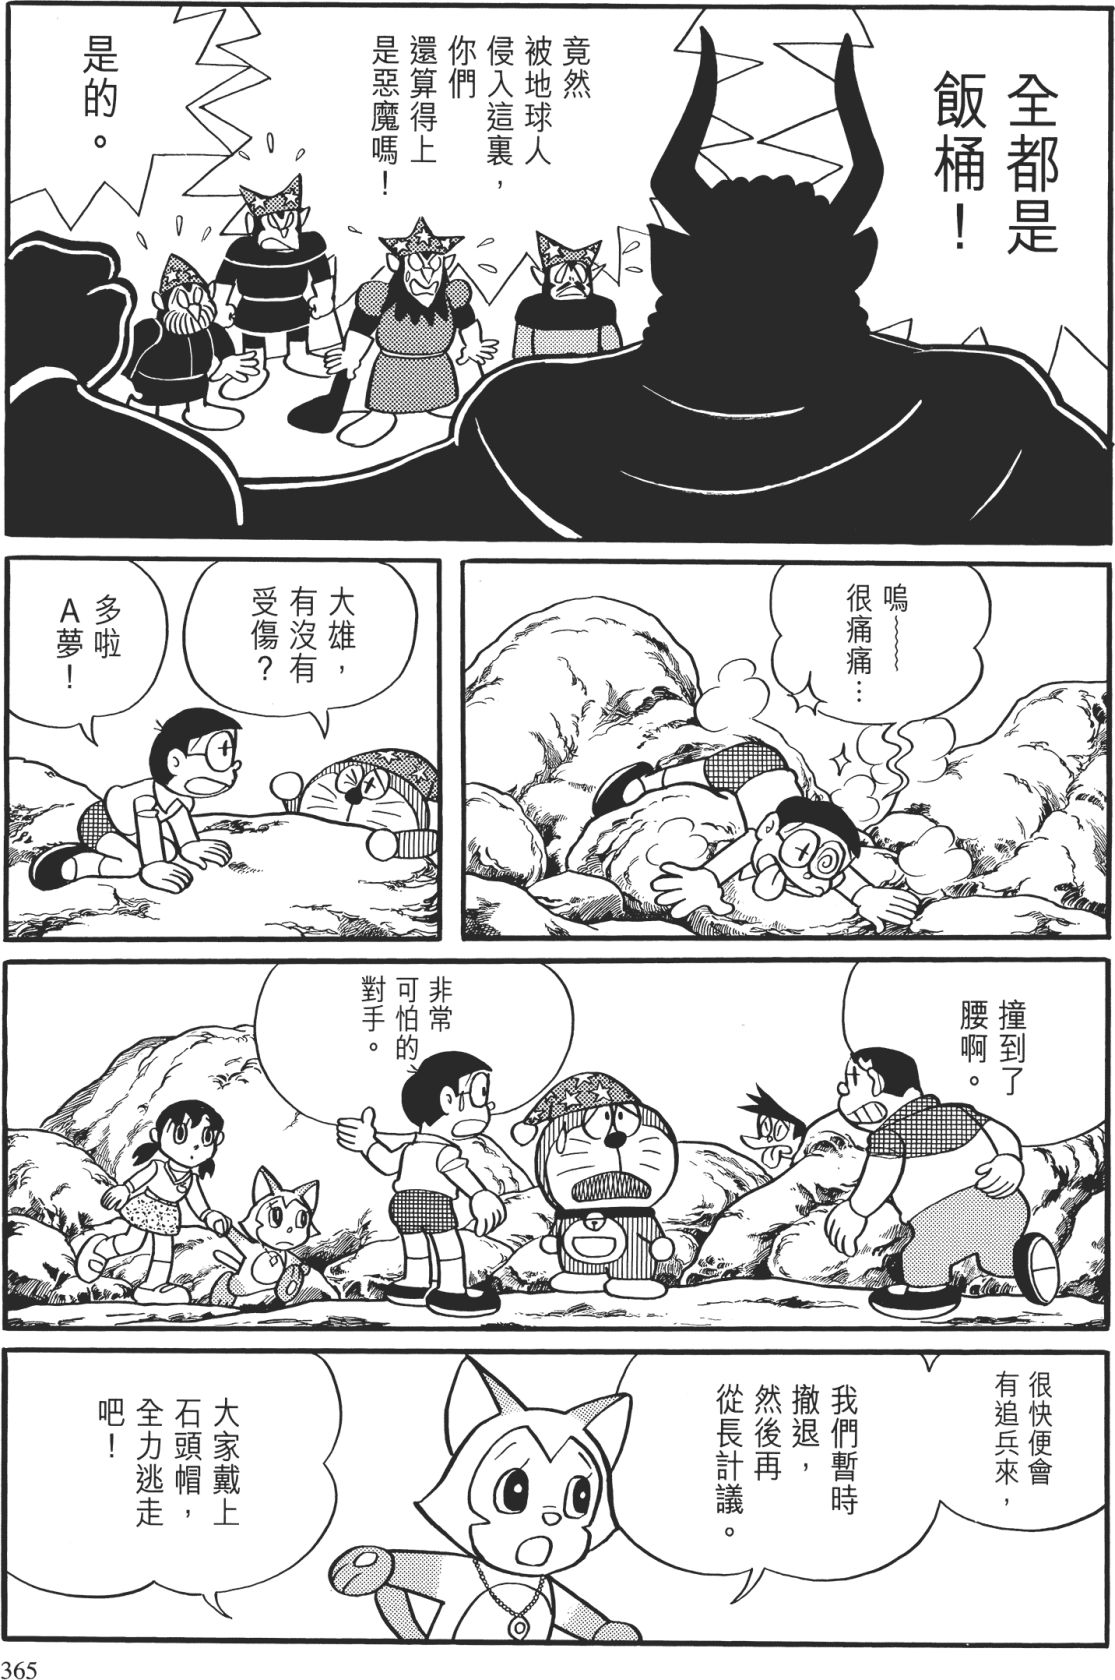 全都是
飯桶！
竟然
被地球人
侵入這裏，
你們
還算得上
是惡魔嗎！
是的。
嗚~~~
很痛痛…
大雄，
有沒有
受傷？
多啦
A夢！
撞到了
腰啊。
非常
可怕的
對手。
很快便會
有追兵來，
我們暫時
撤退，
然後再
從長計議。
大家戴上
石頭帽，
全力逃走
吧！
365